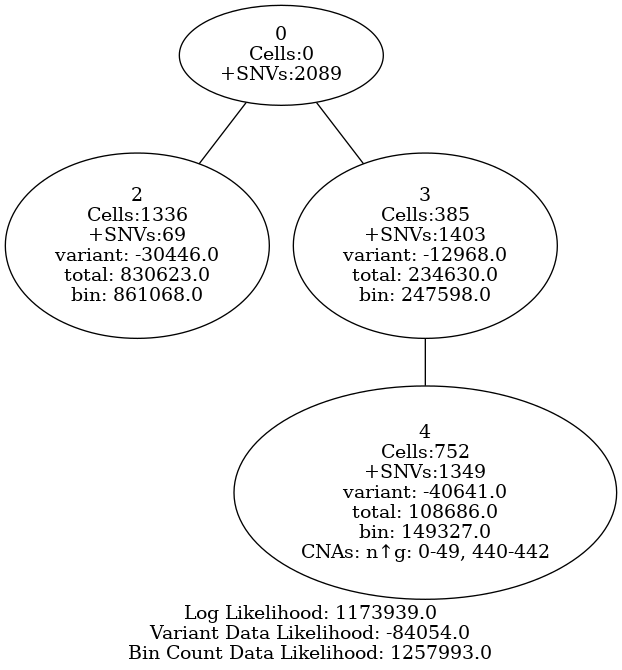 0
Cells:0
+SNVs:2089
2
Cells:1336
+SNVs:69
variant: -30446.0
total: 830623.0
bin: 861068.0
3
Cells:385
+SNVs:1403
variant: -12968.0
total: 234630.0
bin: 247598.0
4
Cells:752
+SNVs:1349
variant: -40641.0
total: 108686.0
bin: 149327.0
CNAs: n↑g: 0-49, 440-442
Log Likelihood: 1173939.0
Variant Data Likelihood: -84054.0
Bin Count Data Likelihood: 1257993.0